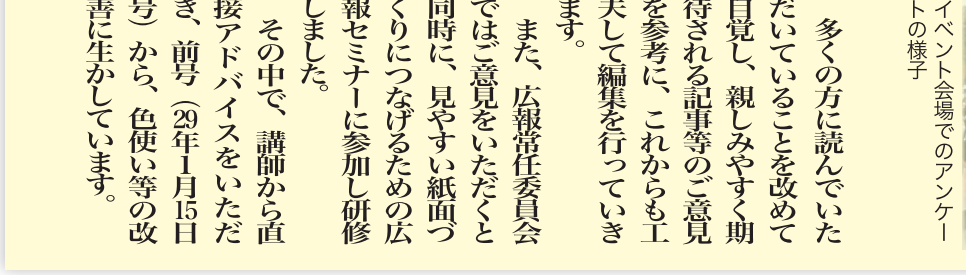 イベント会場でのアンケー
トの様子
多くの方に読んでいた
だいていることを改めて
自覚し、親しみやすく期
待される記事等のご意見
を参考に、これからも工
夫して編集を行っていき
ます。
また、広報常任委員会
ではご意見をいただくと
同時に、見やすい紙面づ
くりにつなげるための広
報セミナーに参加し研修
しました。
その中で、講師から直
接アドバイスをいただ
き、前号（29年1月15日
号）から、色使い等の改
善に生かしています。